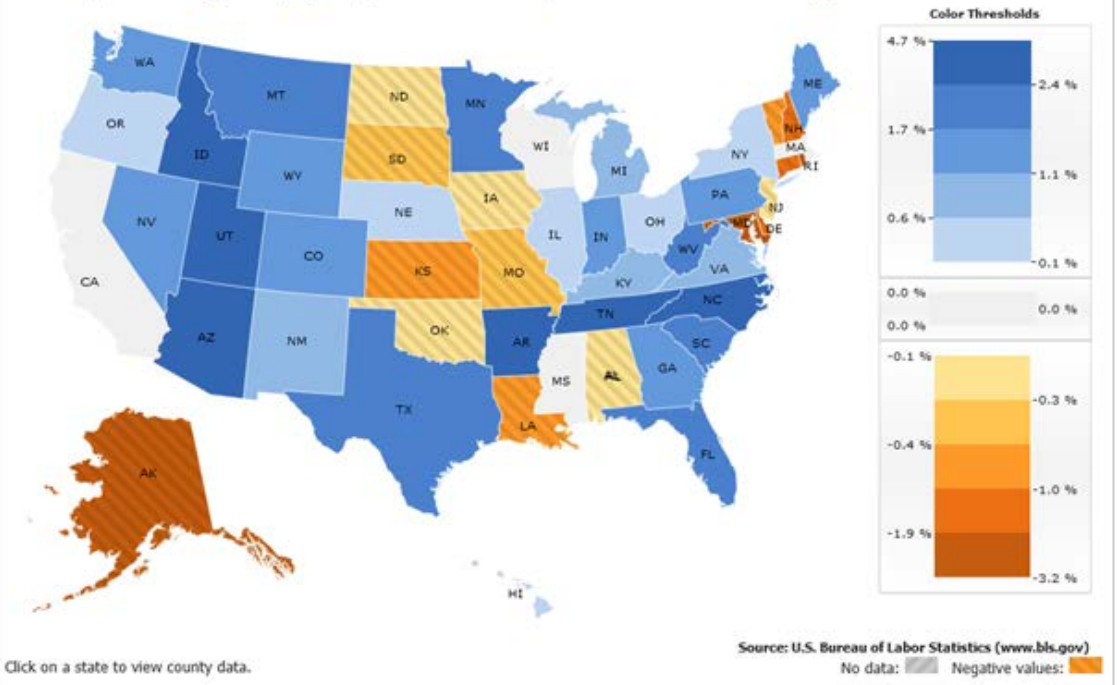 Color Thresholds
4.7 %
2.4 %
1.7 %
1.1 %
0.6 %
0.1 %
0.0 %
0.0 %
0.0 %
-0.1 %
-0.3 %
-0.4 %
-1.0 %
-1.9 %
-3.2 %
WA
MT
ND
MN
ME
OR
ID
SD
WI
NH
MA
NY
RI
MI
WY
IA
PA
NJ
NE
NV
UT
IL
IN
OH
MD
DE
WV
CO
KS
MO
VA
CA
KY
NC
TN
OK
AZ
NM
AR
SC
GA
MS
AL
TX
LA
FL
AK
HI
Source: U.S. Bureau of Labor Statistics (www.bls.gov)
Click on a state to view county data.
No data: Negative values: